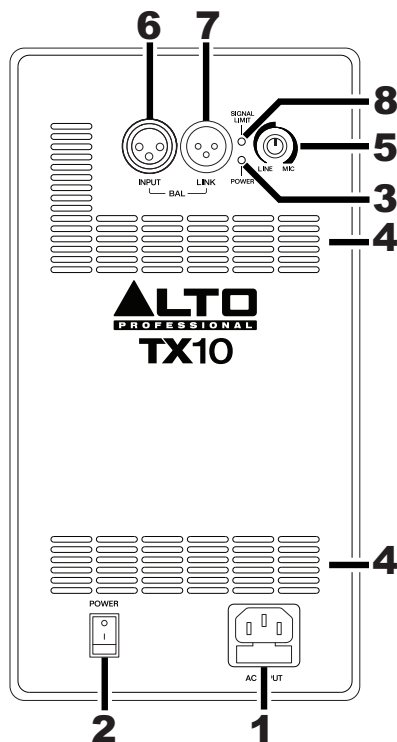 6 7
SIGNAL
LIMIT
8
5
LINE MIC
INPUT LINK
BAL
POWER
3
4
ALTO
PROFESSIONAL
TX10
4
POWER
AC
2 1